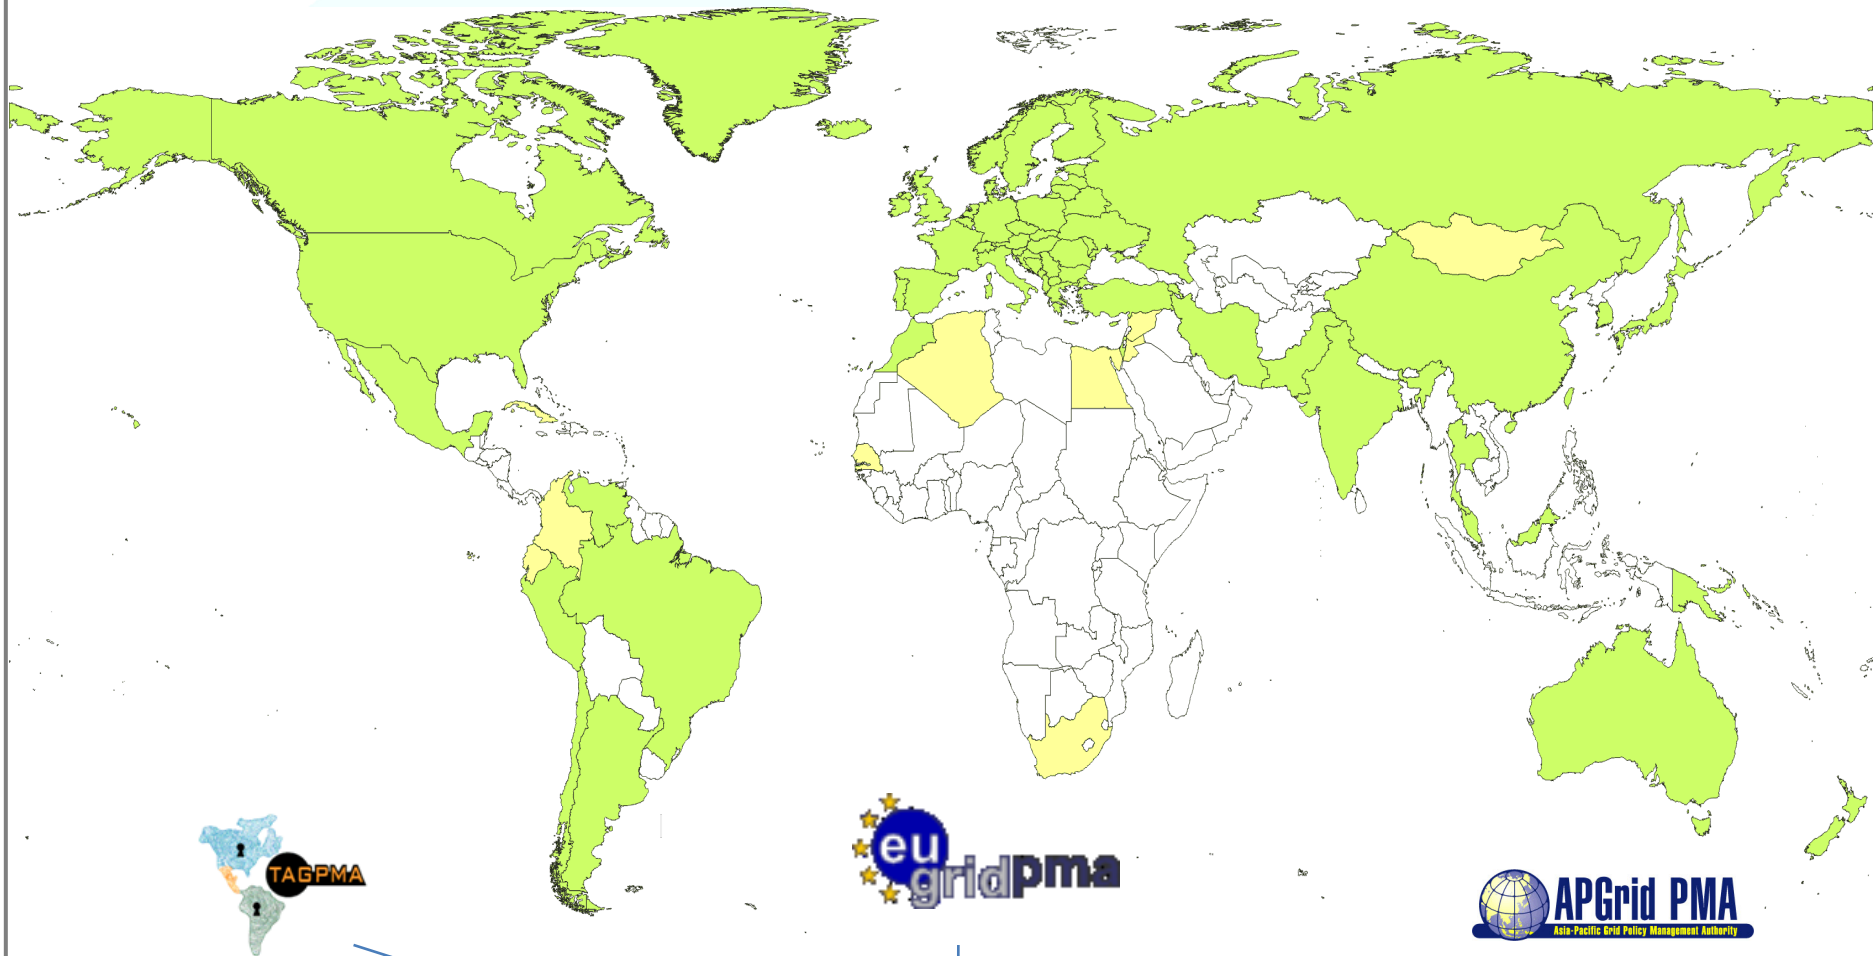 TAGPMA
eu
gridpma
APGrid PMA
Asia-Pacific Grid Policy Management Authority